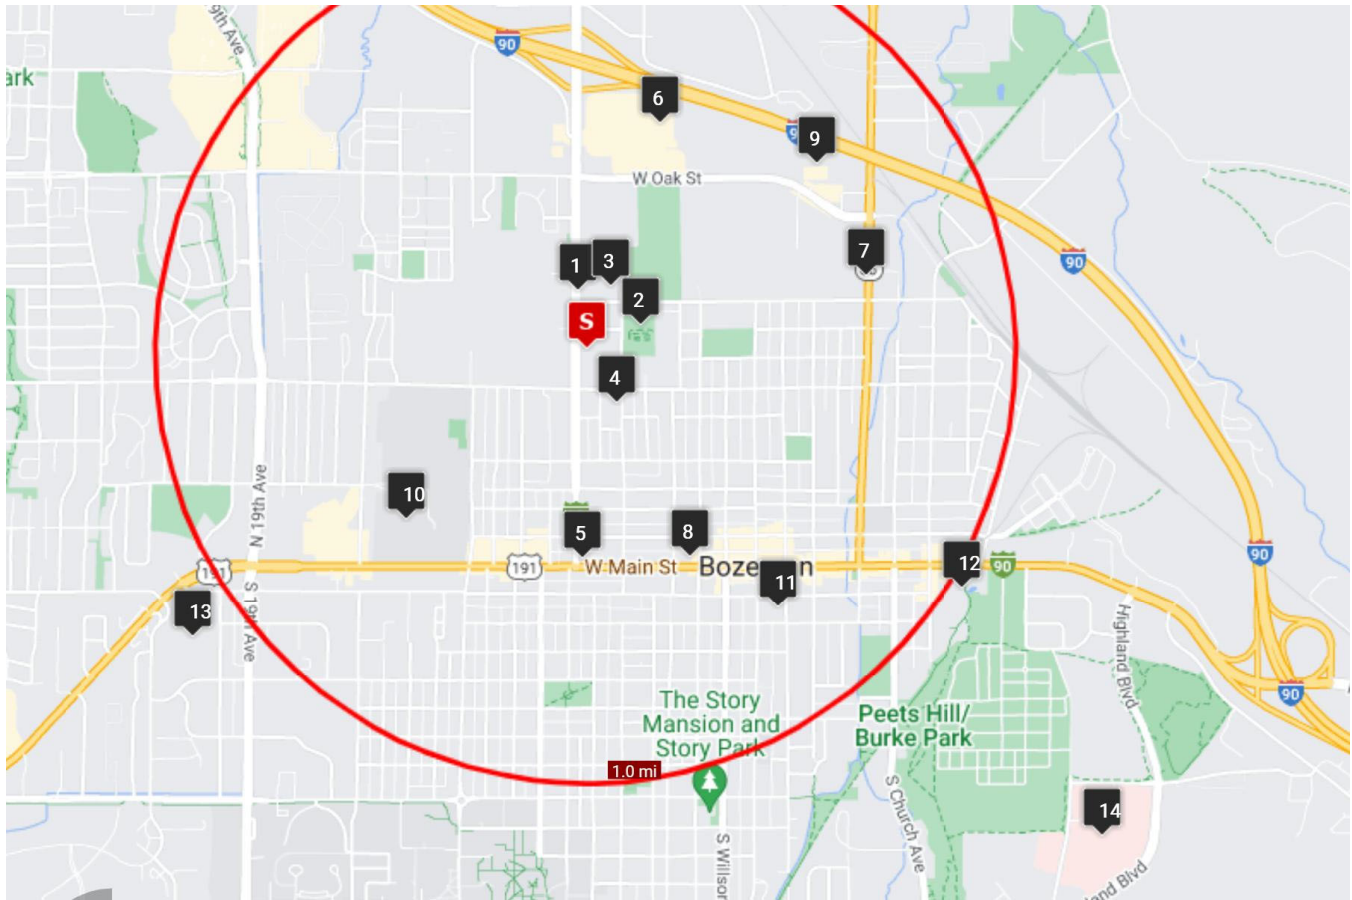 9th Ave
90
ark
6
9
9
W Oak St
7
90
1
3
2
S
4
N 19th Ave
10
5
8
191
191
W Main St
Boze
n
11
12
90
90
13
S 19th Ave
Highland Blvd
The Story
Mansion and
Story Park
Peets Hill/
Burke Park
90
1.0 mi
S Church Ave
14
S Willson
land Blvd